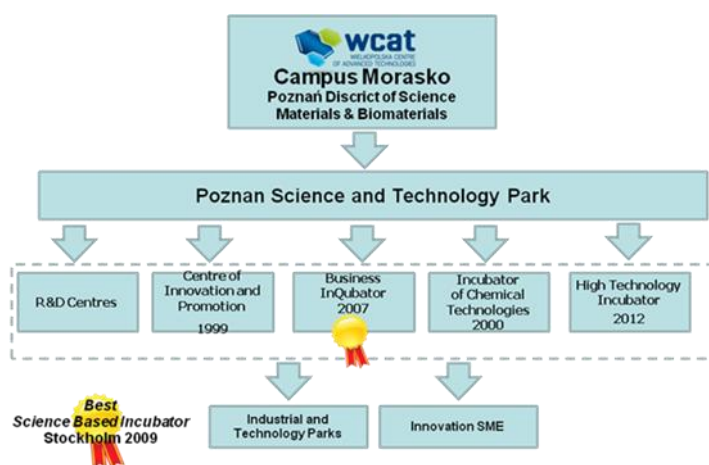 wcat
WIELKOPOLSKA CENTRE
OF ADVANCED TECHNOLOGIES
Campus Morasko
Poznań Discrict of Science
Materials & Biomaterials
Poznan Science and Technology Park
R&D Centres
Centre of
Innovation and
Promotion
1999
Business
InQubator
2007
Incubator
of Chemical
Technologies
2000
High Technology
Incubator
2012
Best
Science Based Incubator
Stockholm 2009
Industrial and
Technology Parks
Innovation SME